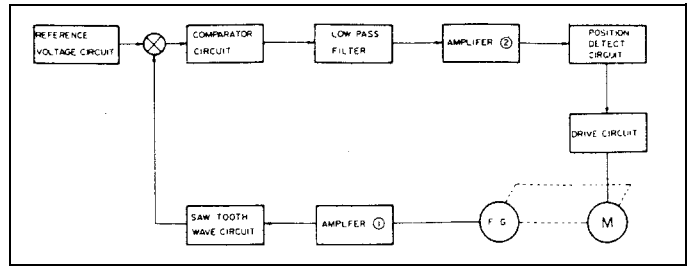 REFERENCE
VOLTAGE CIRCUIT
COMPARATOR
CIRCUIT
LOW PASS
FILTER
AMPLIFER ②
POSITION
DETECT
CIRCUIT
DRIVE CIRCUIT
SAW TOOTH
WAVE CIRCUIT
AMPLFER ①
F G
M